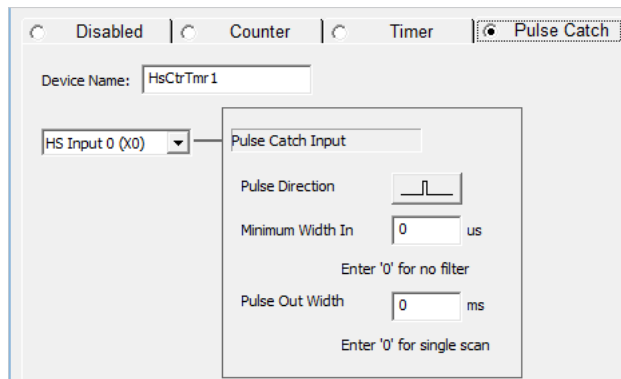 Disabled Counter Timer Pulse Catch
Device Name: HsCtrTmr1
HS Input 0 (X0) Pulse Catch Input
Pulse Direction
Minimum Width In 0 us
Enter '0' for no filter
Pulse Out Width 0 ms
Enter '0' for single scan